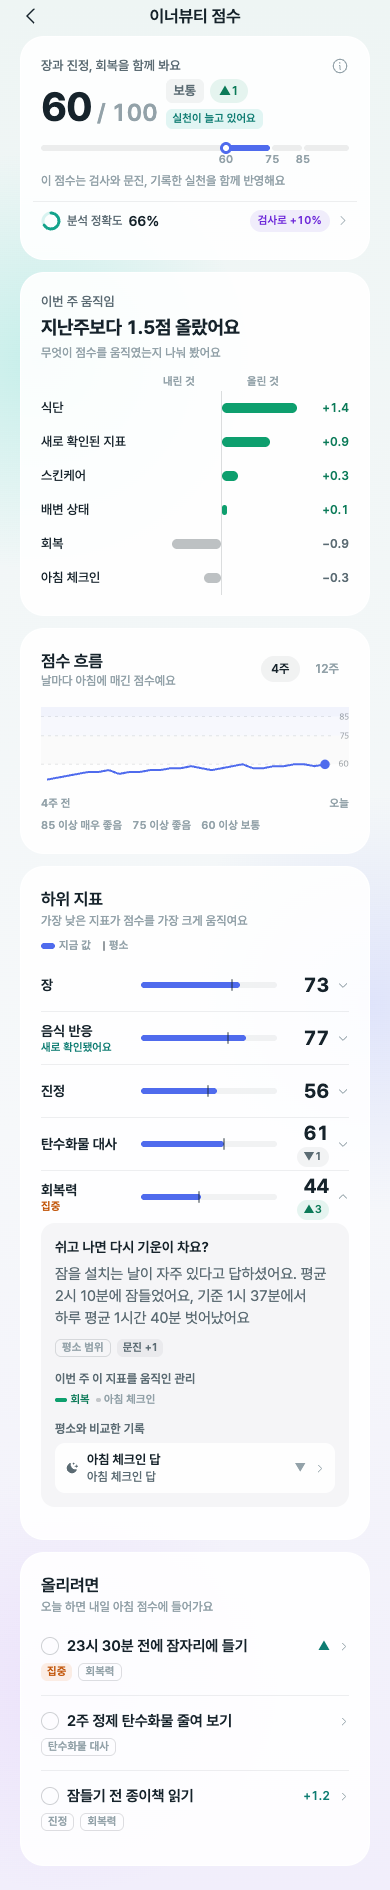 이너뷰티 점수
장과 진정, 회복을 함께 봐요
60 / 100 보통 ▲1
실천이 늘고 있어요
60 75 85
이 점수는 검사와 문진, 기록한 실천을 함께 반영해요
분석 정확도 66% 검사로 +10%
이번 주 움직임
지난주보다 1.5점 올랐어요
무엇이 점수를 움직였는지 나눠 봤어요
내린 것 올린 것
식단 +1.4
새로 확인된 지표 +0.9
스킨케어 +0.3
배변 상태 +0.1
회복 −0.9
아침 체크인 −0.3
점수 흐름 4주 12주
날마다 아침에 매긴 점수예요
85
75
60
4주 전 오늘
85 이상 매우 좋음 75 이상 좋음 60 이상 보통
하위 지표
가장 낮은 지표가 점수를 가장 크게 움직여요
지금 값 평소
장 73
음식 반응 77
새로 확인됐어요
진정 56
탄수화물 대사 61
▼1
회복력 44
집중 ▲3
쉬고 나면 다시 기운이 차요?
잠을 설치는 날이 자주 있다고 답하셨어요. 평균
2시 10분에 잠들었어요, 기준 1시 37분에서
하루 평균 1시간 40분 벗어났어요
평소 범위 문진 +1
이번 주 이 지표를 움직인 관리
회복 아침 체크인
평소와 비교한 기록
아침 체크인 답 ▼
아침 체크인 답
올리려면
오늘 하면 내일 아침 점수에 들어가요
23시 30분 전에 잠자리에 들기 ▲
집중 회복력
2주 정제 탄수화물 줄여 보기
탄수화물 대사
잠들기 전 종이책 읽기 +1.2
진정 회복력